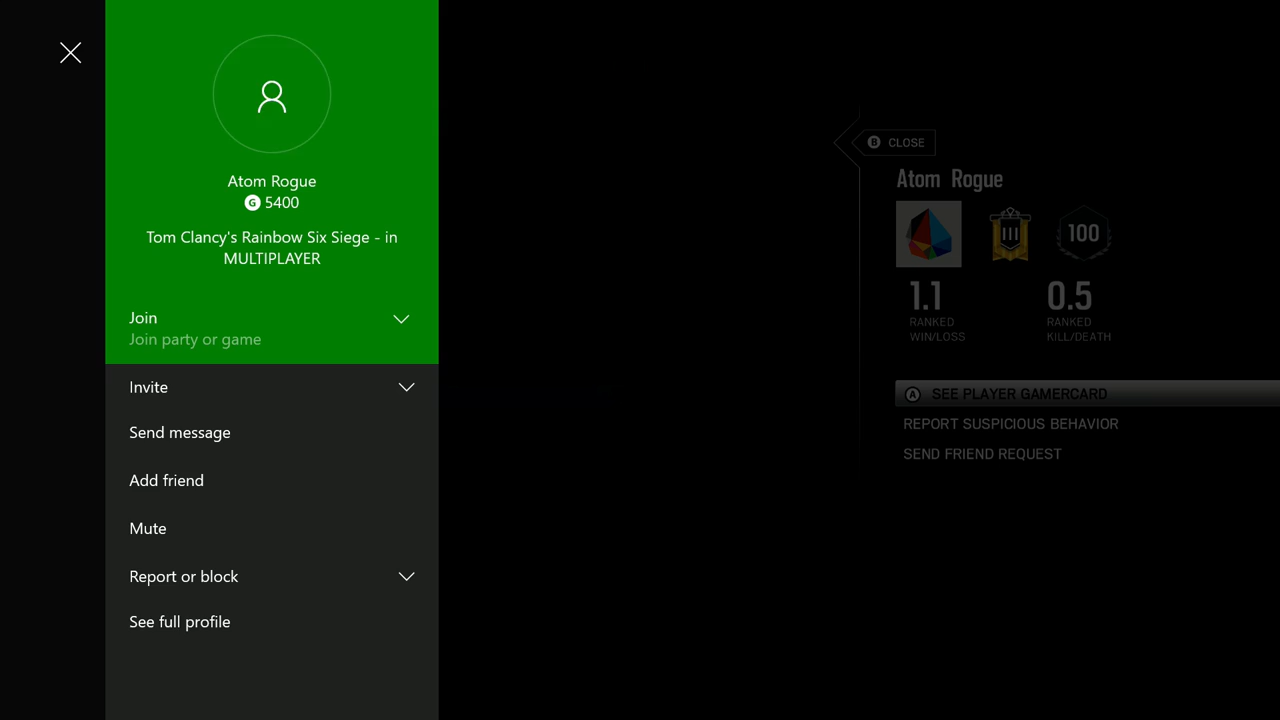 Atom Rogue
G 5400
Tom Clancy's Rainbow Six Siege - in
MULTIPLAYER
Join
Join party or game
Invite
Send message
Add friend
Mute
Report or block
See full profile
B CLOSE
Atom Rogue
III
100
1.1
RANKED
WIN/LOSS
0.5
RANKED
KILL/DEATH
A SEE PLAYER GAMERCARD
REPORT SUSPICIOUS BEHAVIOR
SEND FRIEND REQUEST